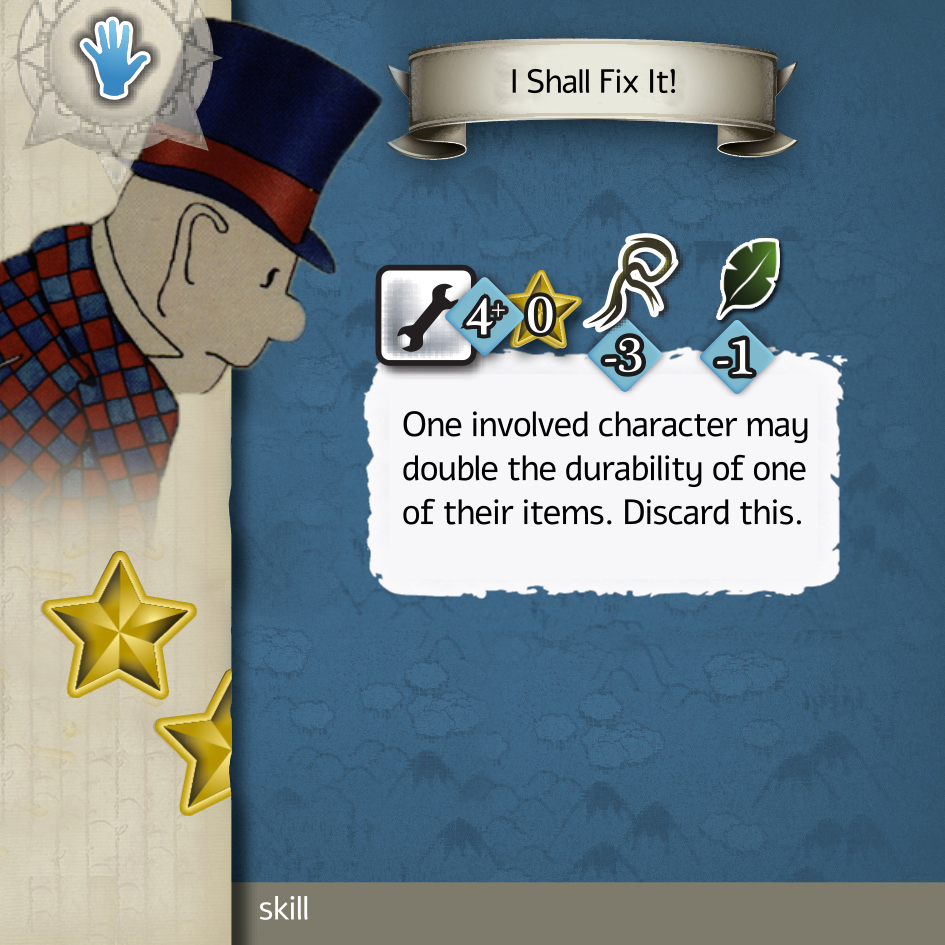 I Shall Fix It!
4+ 0
-3 -1
One involved character may
double the durability of one
of their items. Discard this.
skill